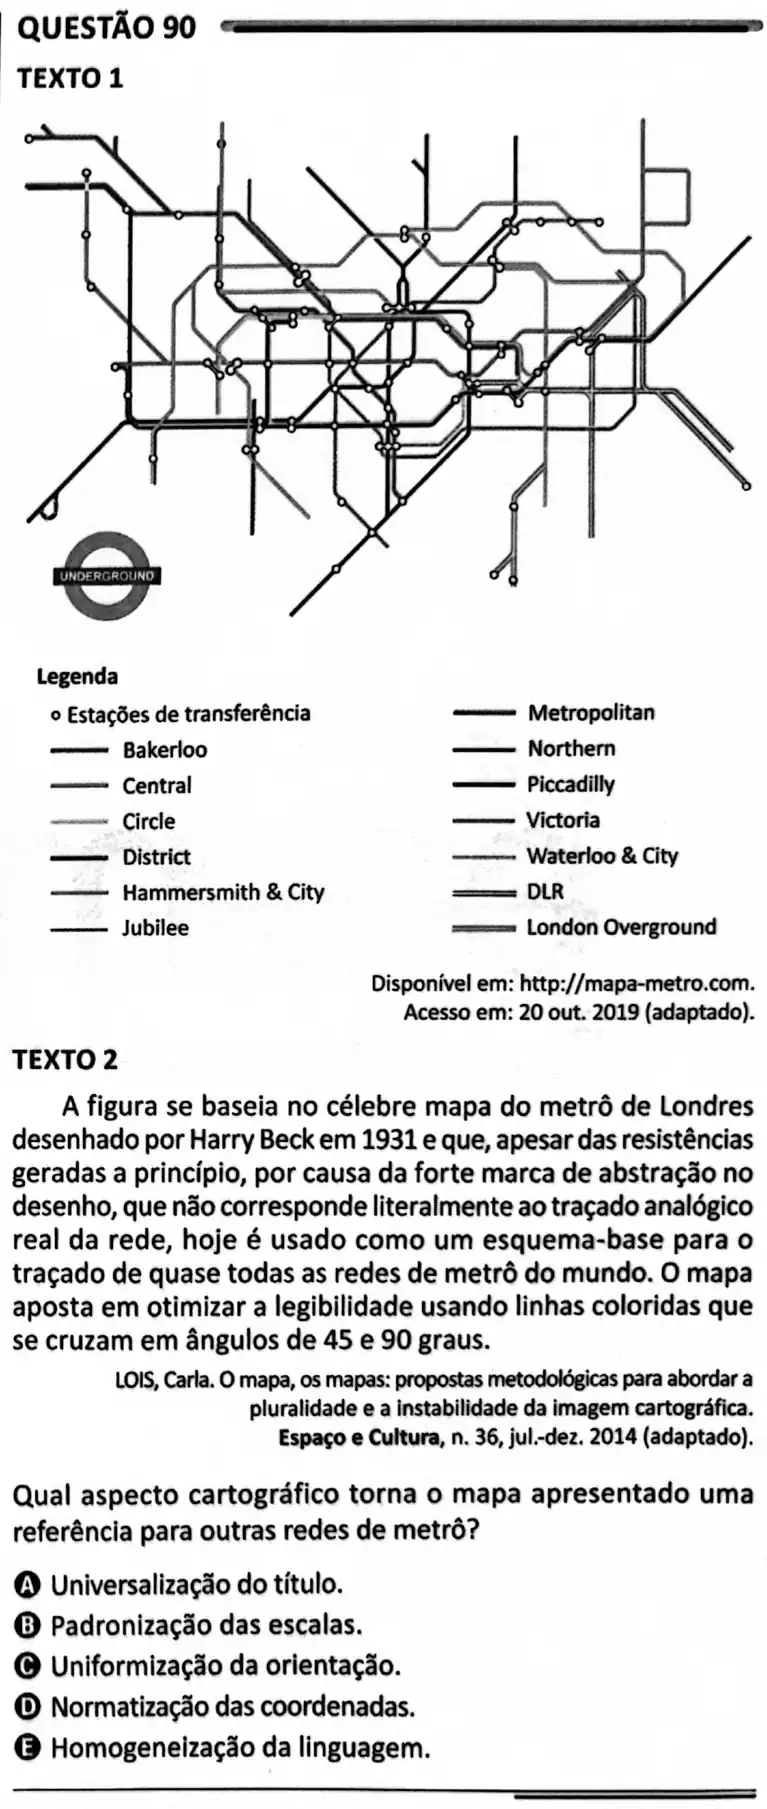 QUESTÃO 90
TEXTO 1
UNDERGROUND
Legenda
Estações de transferência
Bakerloo
Central
Circle
District
Hammersmith & City
Jubilee
Metropolitan
Northern
Piccadilly
Victoria
Waterloo & City
DLR
London Overground
Disponível em: http://mapa-metro.com.
Acesso em: 20 out. 2019 (adaptado).
TEXTO 2
A figura se baseia no célebre mapa do metrô de Londres
desenhado por Harry Beck em 1931 e que, apesar das resistências
geradas a princípio, por causa da forte marca de abstração no
desenho, que não corresponde literalmente ao traçado analógico
real da rede, hoje é usado como um esquema-base para o
traçado de quase todas as redes de metrô do mundo. O mapa
aposta em otimizar a legibilidade usando linhas coloridas que
se cruzam em ângulos de 45 e 90 graus.
LOIS, Carla. O mapa, os mapas: propostas metodológicas para abordar a
pluralidade e a instabilidade da imagem cartográfica.
Espaço e Cultura, n. 36, jul.-dez. 2014 (adaptado).
Qual aspecto cartográfico torna o mapa apresentado uma
referência para outras redes de metrô?
A Universalização do título.
B Padronização das escalas.
C Uniformização da orientação.
D Normatização das coordenadas.
E Homogeneização da linguagem.